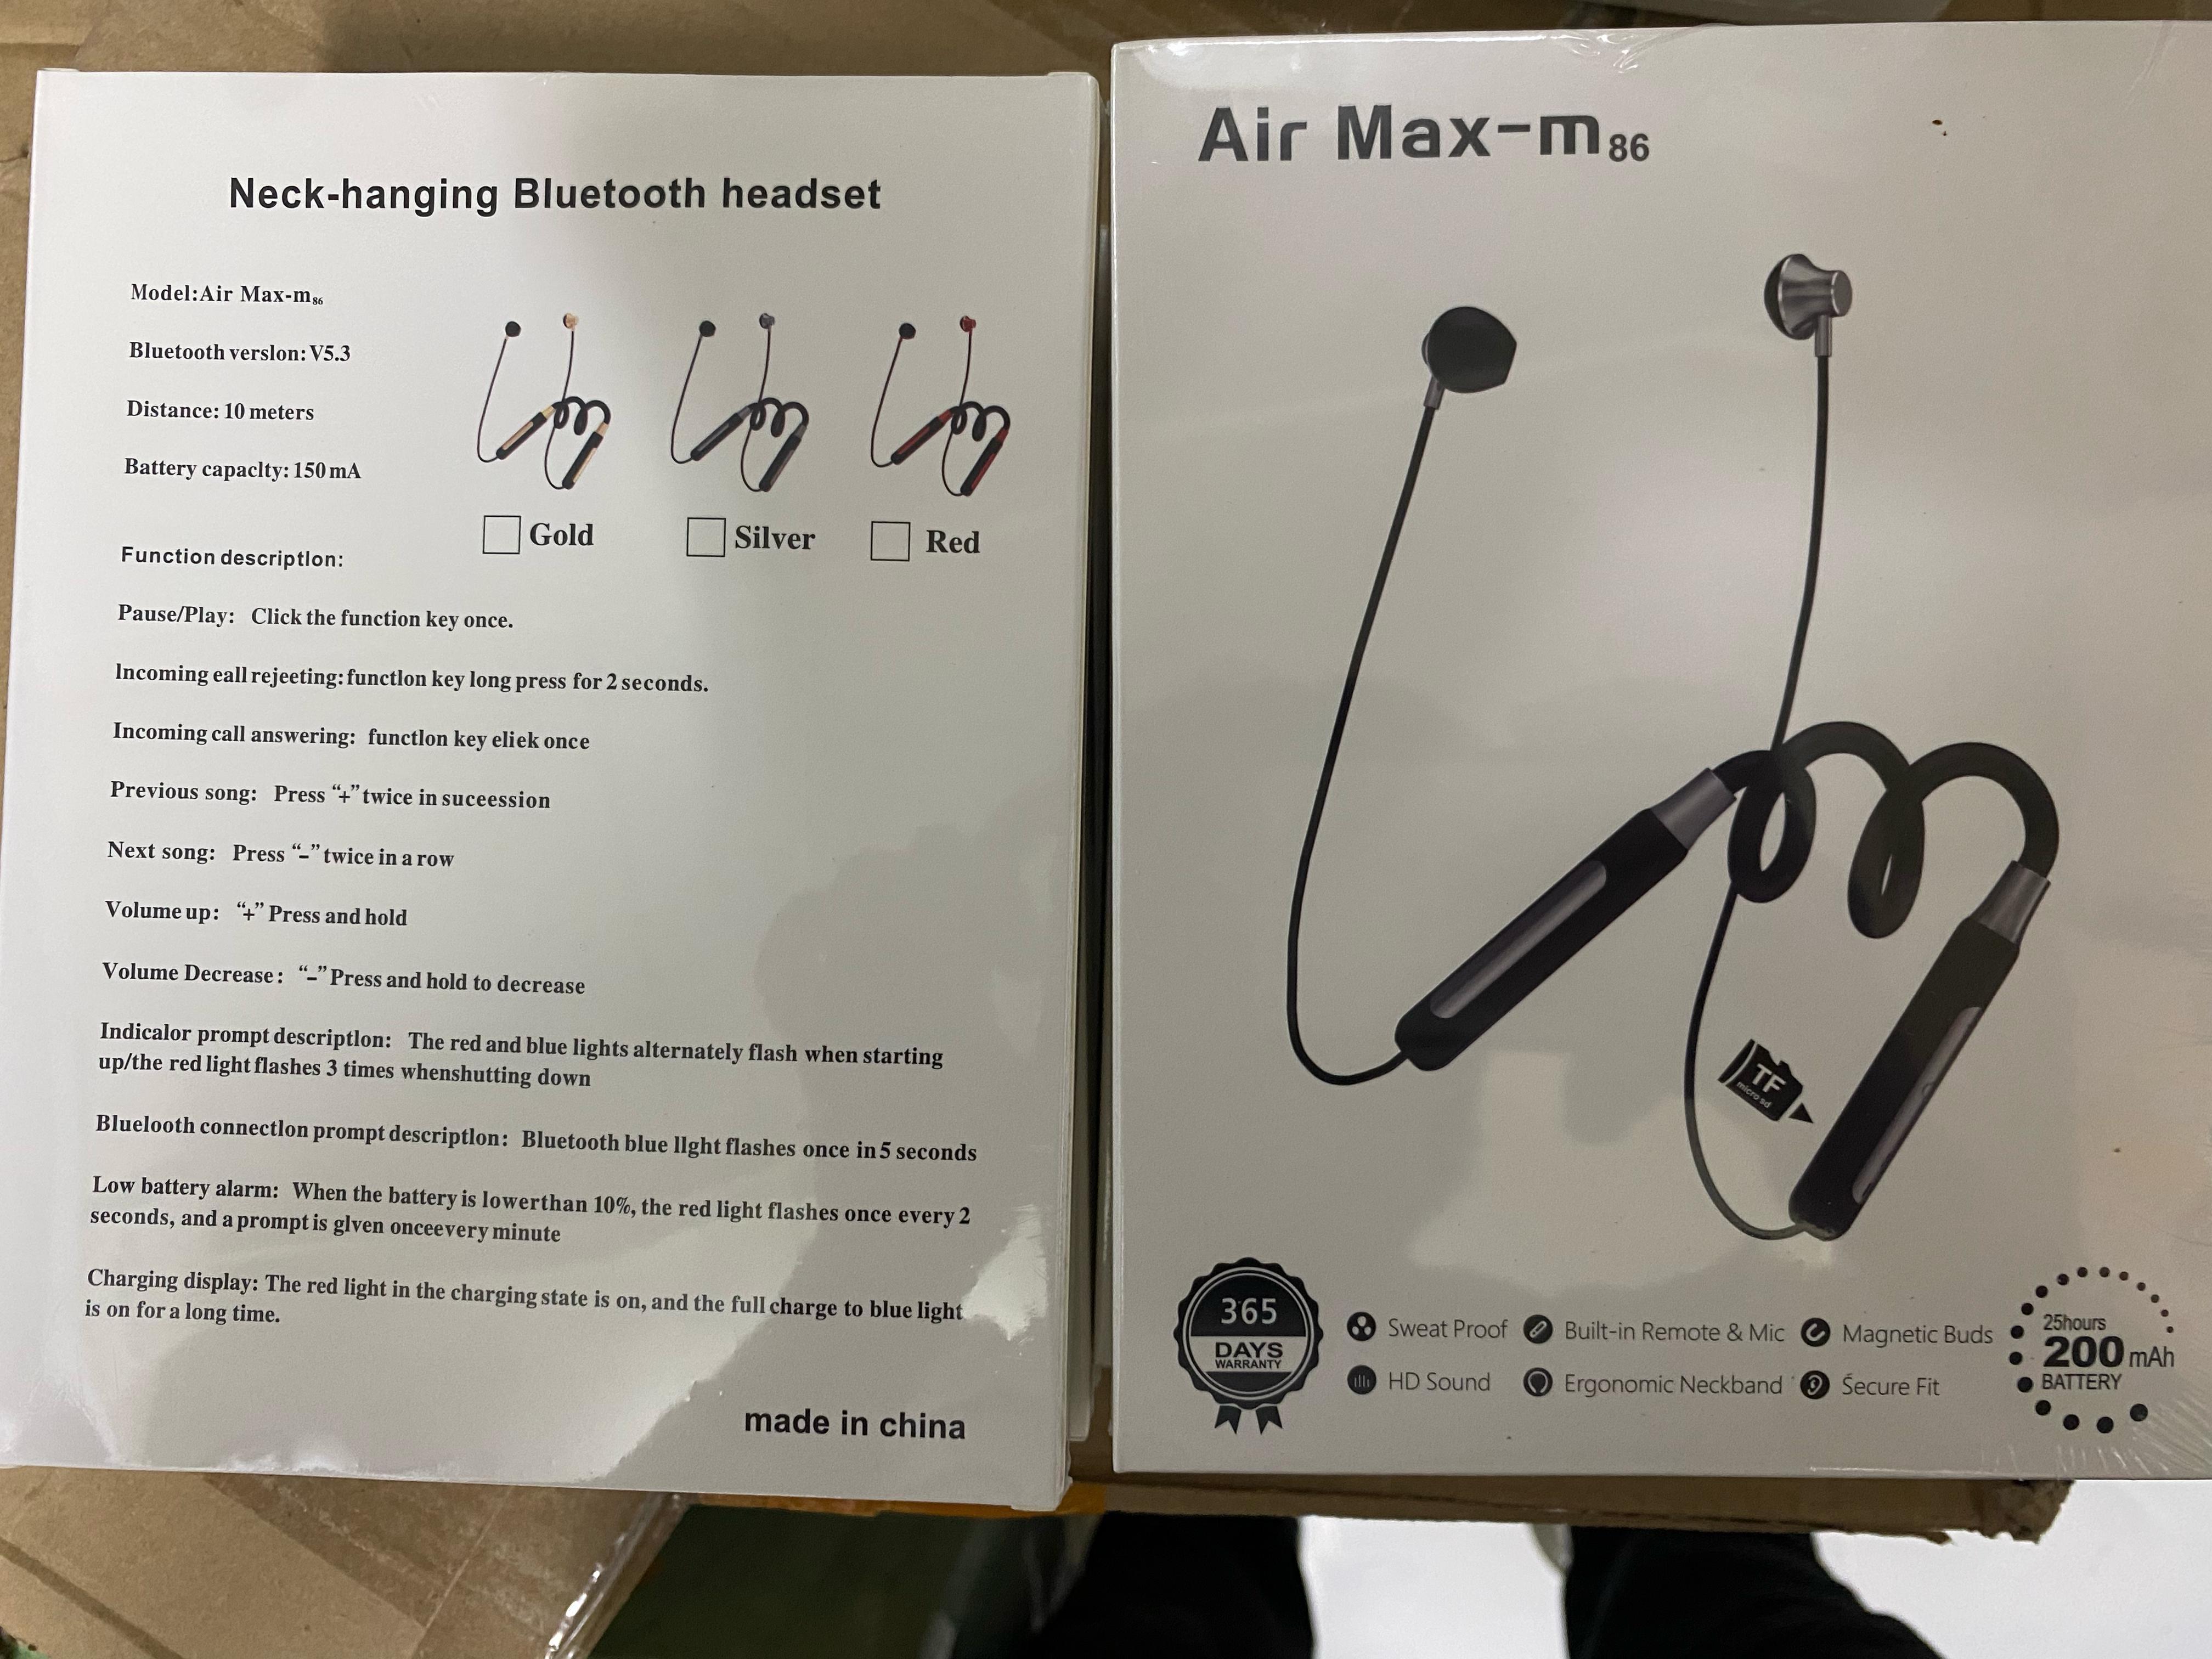 Neck-hanging Bluetooth headset
Model:Air Max-m86
Bluetooth verslon: V5.3
Distance: 10 meters
Battery capaclty: 150 mA
Gold
Silver
Red
Function descriptlon:
Pause/Play: Click the function key once.
lncoming eall rejeeting: functlon key long press for 2 seconds.
Incoming call answering: functlon key eliek once
Previous song: Press “+” twice in suceession
Next song: Press “-” twice in a row
Volume up: “+” Press and hold
Volume Decrease: “-” Press and hold to decrease
Indicalor prompt descriptlon: The red and blue lights alternately flash when starting
up/the red light flashes 3 times whenshutting down
Bluelooth connectlon prompt descriptlon: Bluetooth blue llght flashes once in 5 seconds
Low battery alarm: When the battery is lowerthan 10%, the red light flashes once every 2
seconds, and a prompt is glven onceevery minute
Charging display: The red light in the charging state is on, and the full charge to blue light
is on for a long time.
made in china
Air Max-m86
TF
micro sd
365
DAYS
WARRANTY
Sweat Proof
Built-in Remote & Mic
Magnetic Buds
HD Sound
Ergonomic Neckband
Secure Fit
25hours
200 mAh
BATTERY